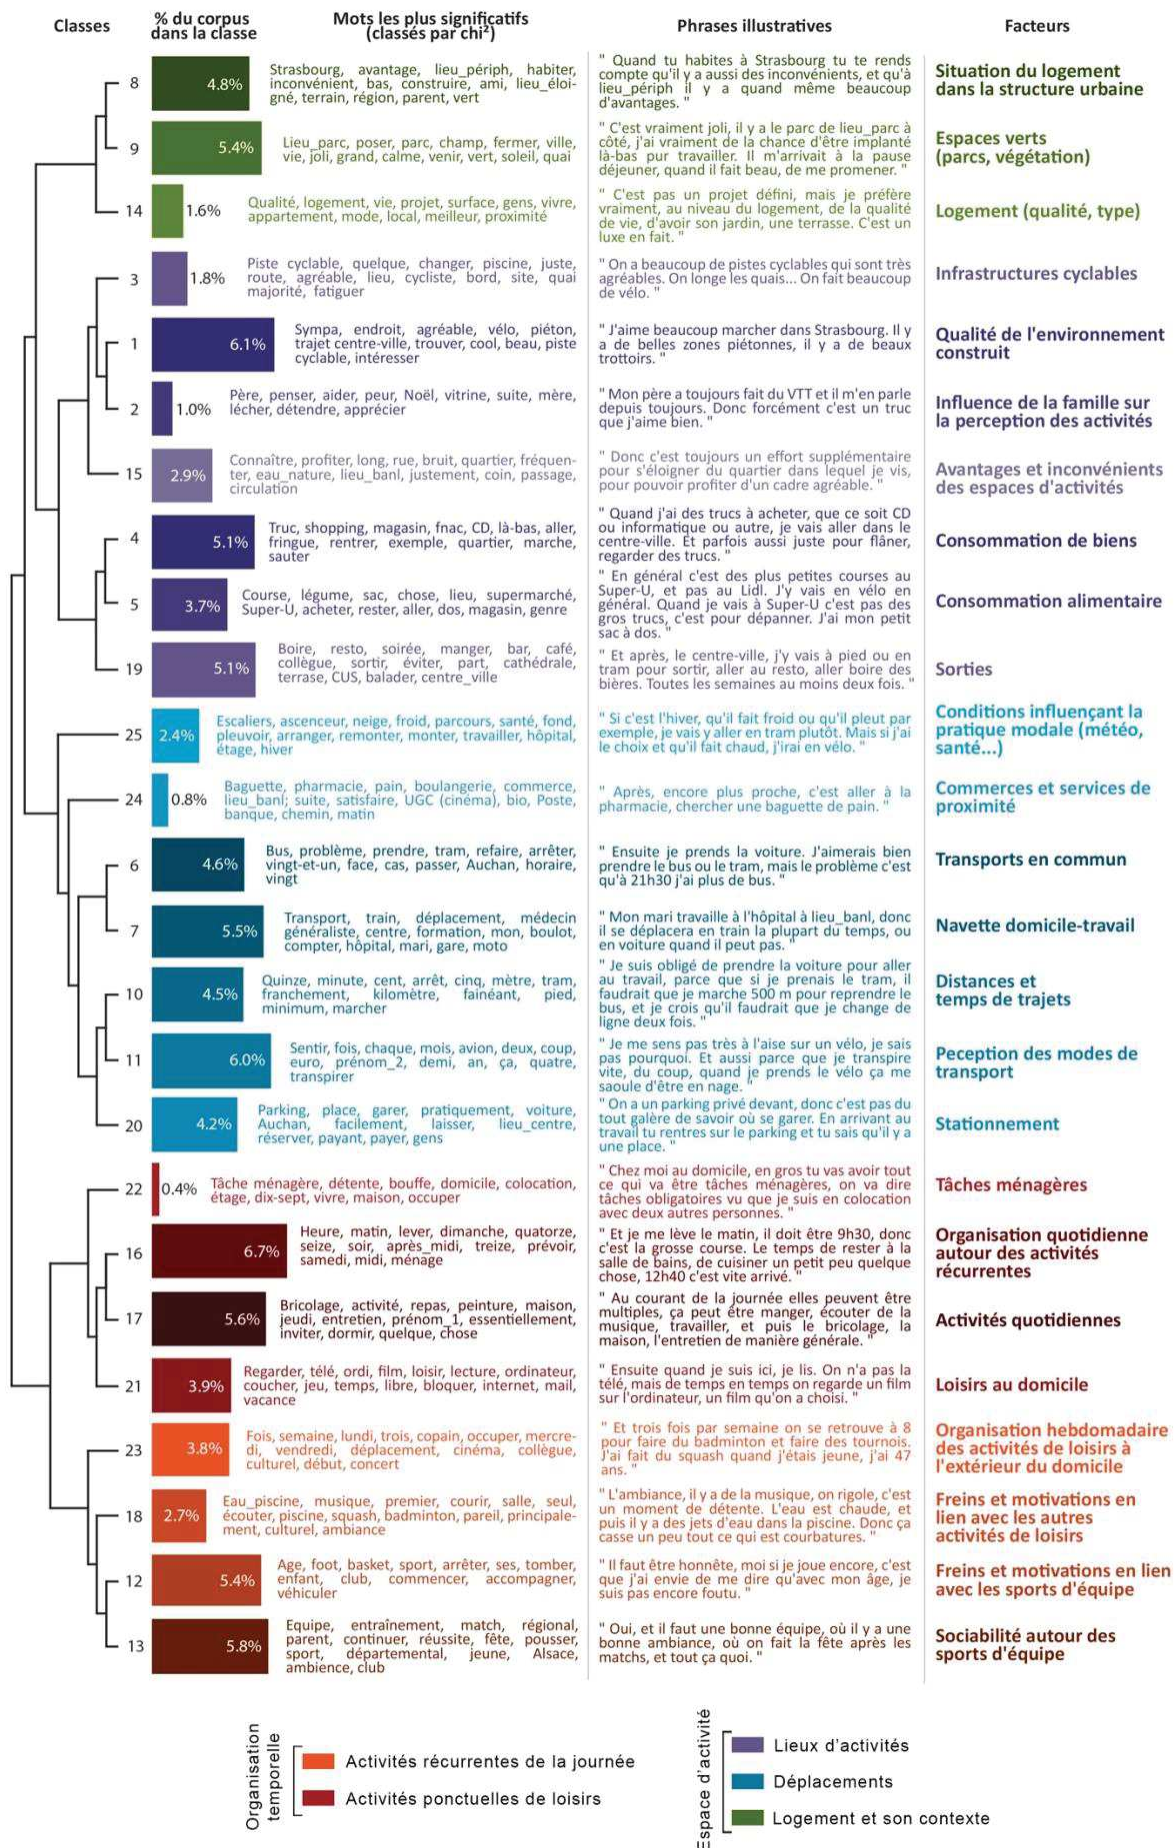 Classes
% du corpus
dans la classe
Mots les plus significatifs
(classés par chi²)
Phrases illustratives
Facteurs
8
4.8%
Strasbourg, avantage, lieu_périph, habiter,
inconvénient, bas, construire, ami, lieu_éloi-
gné, terrain, région, parent, vert
" Quand tu habites à Strasbourg tu te rends
compte qu'il y a aussi des inconvénients, et qu'à
lieu_périph il y a quand même beaucoup
d'avantages. "
Situation du logement
dans la structure urbaine
9
5.4%
Lieu_parc, poser, parc, champ, fermer, ville,
vie, joli, grand, calme, venir, vert, soleil, quai
" C'est vraiment joli, il y a le parc de lieu_parc à
côté, j'ai vraiment de la chance d'être implanté
là-bas pur travailler. Il m'arrivait à la pause
déjeuner, quand il fait beau, de me promener. "
Espaces verts
(parcs, végétation)
14
1.6%
Qualité, logement, vie, projet, surface, gens, vivre,
appartement, mode, local, meilleur, proximité
" C'est pas un projet défini, mais je préfère
vraiment, au niveau du logement, de la qualité
de vie, d'avoir son jardin, une terrasse. C'est un
luxe en fait. "
Logement (qualité, type)
3
1.8%
Piste cyclable, quelque, changer, piscine, juste,
route, agréable, lieu, cycliste, bord, site, quai
majorité, fatiguer
" On a beaucoup de pistes cyclables qui sont très
agréables. On longe les quais... On fait beaucoup
de vélo. "
Infrastructures cyclables
1
6.1%
Sympa, endroit, agréable, vélo, piéton,
trajet centre-ville, trouver, cool, beau, piste
cyclable, intéresser
" J'aime beaucoup marcher dans Strasbourg. Il y
a de belles zones piétonnes, il y a de beaux
trottoirs. "
Qualité de l'environnement
construit
2
1.0%
Père, penser, aider, peur, Noël, vitrine, suite, mère,
lécher, détendre, apprécier
" Mon père a toujours fait du VTT et il m'en parle
depuis toujours. Donc forcément c'est un truc
que j'aime bien. "
Influence de la famille sur
la perception des activités
15
2.9%
Connaître, profiter, long, rue, bruit, quartier, fréquen-
ter, eau_nature, lieu_banl, justement, coin, passage,
circulation
" Donc c'est toujours un effort supplémentaire
pour s'éloigner du quartier dans lequel je vis,
pour pouvoir profiter d'un cadre agréable. "
Avantages et inconvénients
des espaces d'activités
4
5.1%
Truc, shopping, magasin, fnac, CD, là-bas, aller,
fringue, rentrer, exemple, quartier, marche,
sauter
" Quand j'ai des trucs à acheter, que ce soit CD
ou informatique ou autre, je vais aller dans le
centre-ville. Et parfois aussi juste pour flâner,
regarder des trucs. "
Consommation de biens
5
3.7%
Course, légume, sac, chose, lieu, supermarché,
Super-U, acheter, rester, aller, dos, magasin, genre
" En général c'est des plus petites courses au
Super-U, et pas au Lidl. J'y vais en vélo en
général. Quand je vais à Super-U c'est pas des
gros trucs, c'est pour dépanner. J'ai mon petit
sac à dos. "
Consommation alimentaire
19
5.1%
Boire, resto, soirée, manger, bar, café,
collègue, sortir, éviter, part, cathédrale,
terrase, CUS, balader, centre_ville
" Et après, le centre-ville, j'y vais à pied ou en
tram pour sortir, aller au resto, aller boire des
bières. Toutes les semaines au moins deux fois. "
Sorties
25
2.4%
Escaliers, ascenceur, neige, froid, parcours, santé, fond,
pleuvoir, arranger, remonter, monter, travailler, hôpital,
étage, hiver
" Si c'est l'hiver, qu'il fait froid ou qu'il pleut par
exemple, je vais y aller en tram plutôt. Mais si j'ai
le choix et qu'il fait chaud, j'irai en vélo. "
Conditions influençant la
pratique modale (météo,
santé...)
24
0.8%
Baguette, pharmacie, pain, boulangerie, commerce,
lieu_banl; suite, satisfaire, UGC (cinéma), bio, Poste,
banque, chemin, matin
" Après, encore plus proche, c'est aller à la
pharmacie, chercher une baguette de pain. "
Commerces et services de
proximité
6
4.6%
Bus, problème, prendre, tram, refaire, arrêter,
vingt-et-un, face, cas, passer, Auchan, horaire,
vingt
" Ensuite je prends la voiture. J'aimerais bien
prendre le bus ou le tram, mais le problème c'est
qu'à 21h30 j'ai plus de bus. "
Transports en commun
7
5.5%
Transport, train, déplacement, médecin
généraliste, centre, formation, mon, boulot,
compter, hôpital, mari, gare, moto
" Mon mari travaille à l'hôpital à lieu_banl, donc
il se déplacera en train la plupart du temps, ou
en voiture quand il peut pas. "
Navette domicile-travail
10
4.5%
Quinze, minute, cent, arrêt, cinq, mètre, tram,
franchement, kilomètre, fainéant, pied,
minimum, marcher
" Je suis obligé de prendre la voiture pour aller
au travail, parce que si je prenais le tram, il
faudrait que je marche 500 m pour reprendre le
bus, et je crois qu'il faudrait que je change de
ligne deux fois. "
Distances et
temps de trajets
11
6.0%
Sentir, fois, chaque, mois, avion, deux, coup,
euro, prénom_2, demi, an, ça, quatre,
transpirer
" Je me sens pas très à l'aise sur un vélo, je sais
pas pourquoi. Et aussi parce que je transpire
vite, du coup, quand je prends le vélo ça me
saoule d'être en nage. "
Peception des modes de
transport
20
4.2%
Parking, place, garer, pratiquement, voiture,
Auchan, facilement, laisser, lieu_centre,
réserver, payant, payer, gens
" On a un parking privé devant, donc c'est pas du
tout galère de savoir où se garer. En arrivant au
travail tu rentres sur le parking et tu sais qu'il y a
une place. "
Stationnement
22
0.4%
Tâche ménagère, détente, bouffe, domicile, colocation,
étage, dix-sept, vivre, maison, occuper
" Chez moi au domicile, en gros tu vas avoir tout
ce qui va être tâches ménagères, on va dire
tâches obligatoires vu que je suis en colocation
avec deux autres personnes. "
Tâches ménagères
16
6.7%
Heure, matin, lever, dimanche, quatorze,
seize, soir, après_midi, treize, prévoir,
samedi, midi, ménage
" Et je me lève le matin, il doit être 9h30, donc
c'est la grosse course. Le temps de rester à la
salle de bains, de cuisiner un petit peu quelque
chose, 12h40 c'est vite arrivé. "
Organisation quotidienne
autour des activités
récurrentes
17
5.6%
Bricolage, activité, repas, peinture, maison,
jeudi, entretien, prénom_1, essentiellement,
inviter, dormir, quelque, chose
" Au courant de la journée elles peuvent être
multiples, ça peut être manger, écouter de la
musique, travailler, et puis le bricolage, la
maison, l'entretien de manière générale. "
Activités quotidiennes
21
3.9%
Regarder, télé, ordi, film, loisir, lecture, ordinateur,
coucher, jeu, temps, libre, bloquer, internet, mail,
vacance
" Ensuite quand je suis ici, je lis. On n'a pas la
télé, mais de temps en temps on regarde un film
sur l'ordinateur, un film qu'on a choisi. "
Loisirs au domicile
23
3.8%
Fois, semaine, lundi, trois, copain, occuper, mercre-
di, vendredi, déplacement, cinéma, collègue,
culturel, début, concert
" Et trois fois par semaine on se retrouve à 8
pour faire du badminton et faire des tournois.
J'ai fait du squash quand j'étais jeune, j'ai 47
ans. "
Organisation hebdomadaire
des activités de loisirs à
l'extérieur du domicile
18
2.7%
Eau_piscine, musique, premier, courir, salle, seul,
écouter, piscine, squash, badminton, pareil, principale-
ment, culturel, ambiance
" L'ambiance, il y a de la musique, on rigole, c'est
un moment de détente. L'eau est chaude, et
puis il y a des jets d'eau dans la piscine. Donc ça
casse un peu tout ce qui est courbatures. "
Freins et motivations en
lien avec les autres
activités de loisirs
12
5.4%
Age, foot, basket, sport, arrêter, ses, tomber,
enfant, club, commencer, accompagner,
véhiculer
" Il faut être honnête, moi si je joue encore, c'est
que j'ai envie de me dire qu'avec mon âge, je
suis pas encore foutu. "
Freins et motivations en lien
avec les sports d'équipe
13
5.8%
Equipe, entraînement, match, régional,
parent, continuer, réussite, fête, pousser,
sport, départemental, jeune, Alsace,
ambience, club
" Oui, et il faut une bonne équipe, où il y a une
bonne ambiance, où on fait la fête après les
matchs, et tout ça quoi. "
Sociabilité autour des
sports d'équipe
Organisation
temporelle
Activités récurrentes de la journée
Activités ponctuelles de loisirs
Espace d'activité
Lieux d'activités
Déplacements
Logement et son contexte